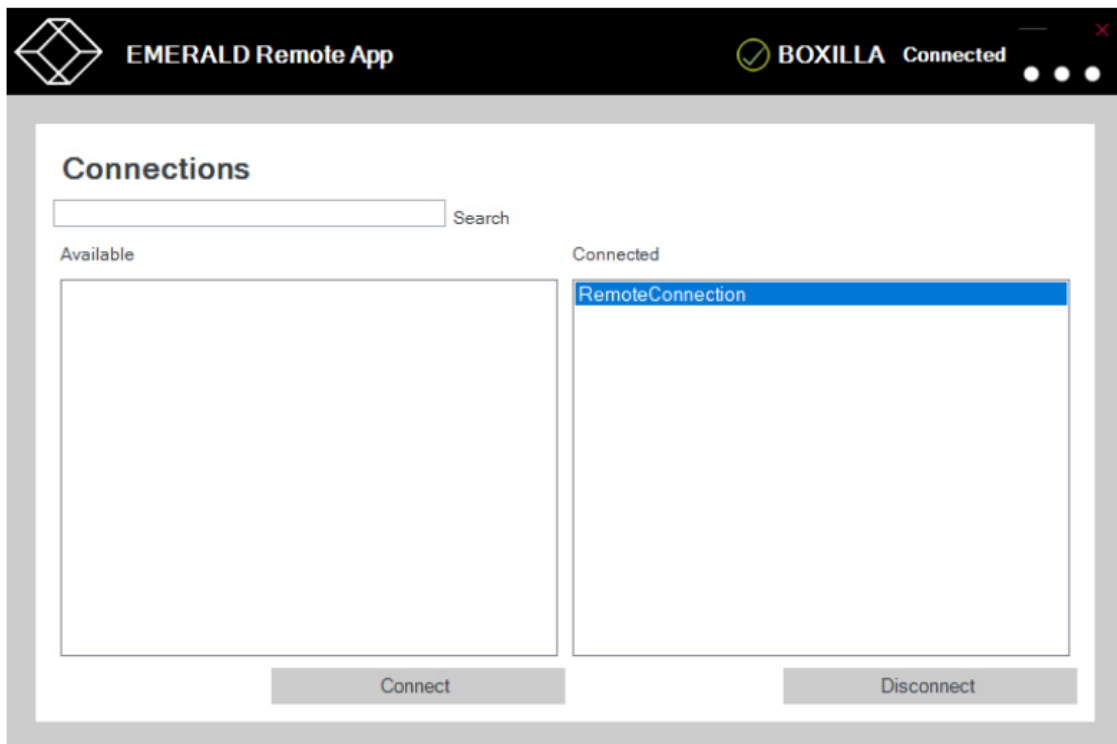 EMERALD Remote App
BOXILLA Connected
Connections
Search
Available
Connected
RemoteConnection
Connect
Disconnect